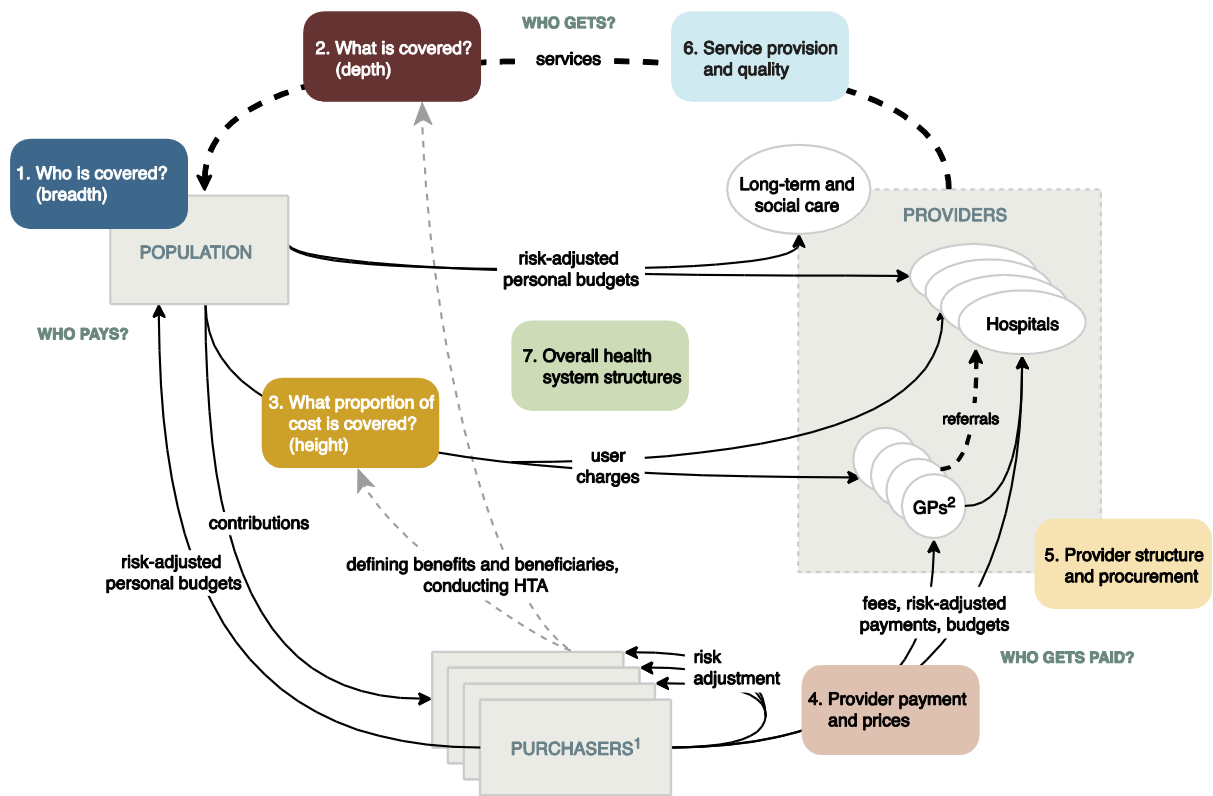 WHO GETS?
2. What is covered?
(depth)
services
6. Service provision
and quality
1. Who is covered?
(breadth)
POPULATION
Long-term and
social care
PROVIDERS
risk-adjusted
personal budgets
Hospitals
WHO PAYS?
7. Overall health
system structures
3. What proportion of
cost is covered?
(height)
referrals
user
charges
GPs²
contributions
risk-adjusted
personal budgets
defining benefits and beneficiaries,
conducting HTA
5. Provider structure
and procurement
fees, risk-adjusted
payments, budgets
WHO GETS PAID?
risk
adjustment
4. Provider payment
and prices
PURCHASERS¹